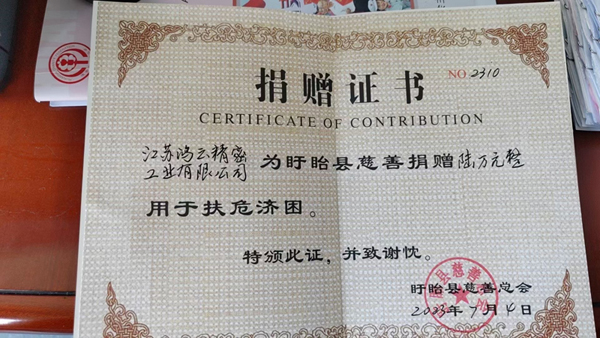 捐赠证书
NO.2310
CERTIFICATE OF CONTRIBUTION
江苏鸿云精密
工业有限公司
为盱眙县慈善捐赠陆万元整
用于扶危济困。
特颁此证，并致谢忱。
盱眙县慈善总会
2023年7月4日